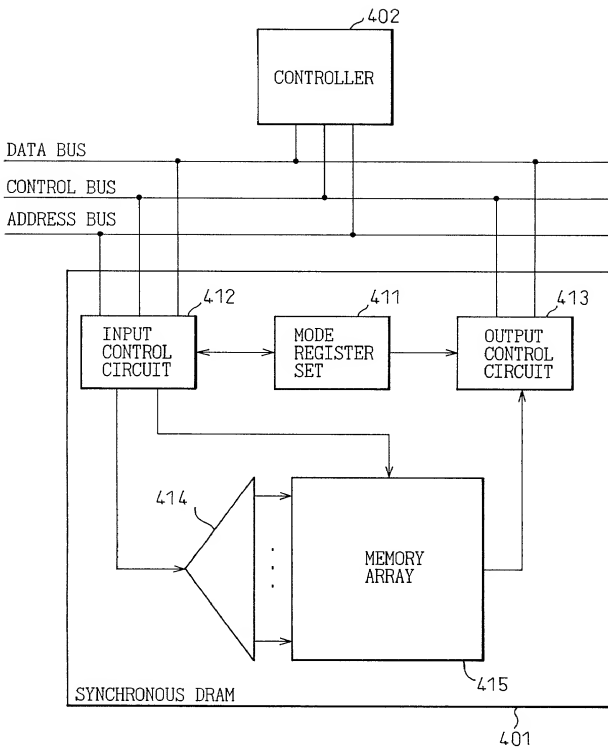 402
CONTROLLER
DATA BUS
CONTROL BUS
ADDRESS BUS
412
411
413
INPUT
CONTROL
CIRCUIT
MODE
REGISTER
SET
OUTPUT
CONTROL
CIRCUIT
414
MEMORY
ARRAY
415
SYNCHRONOUS DRAM
401